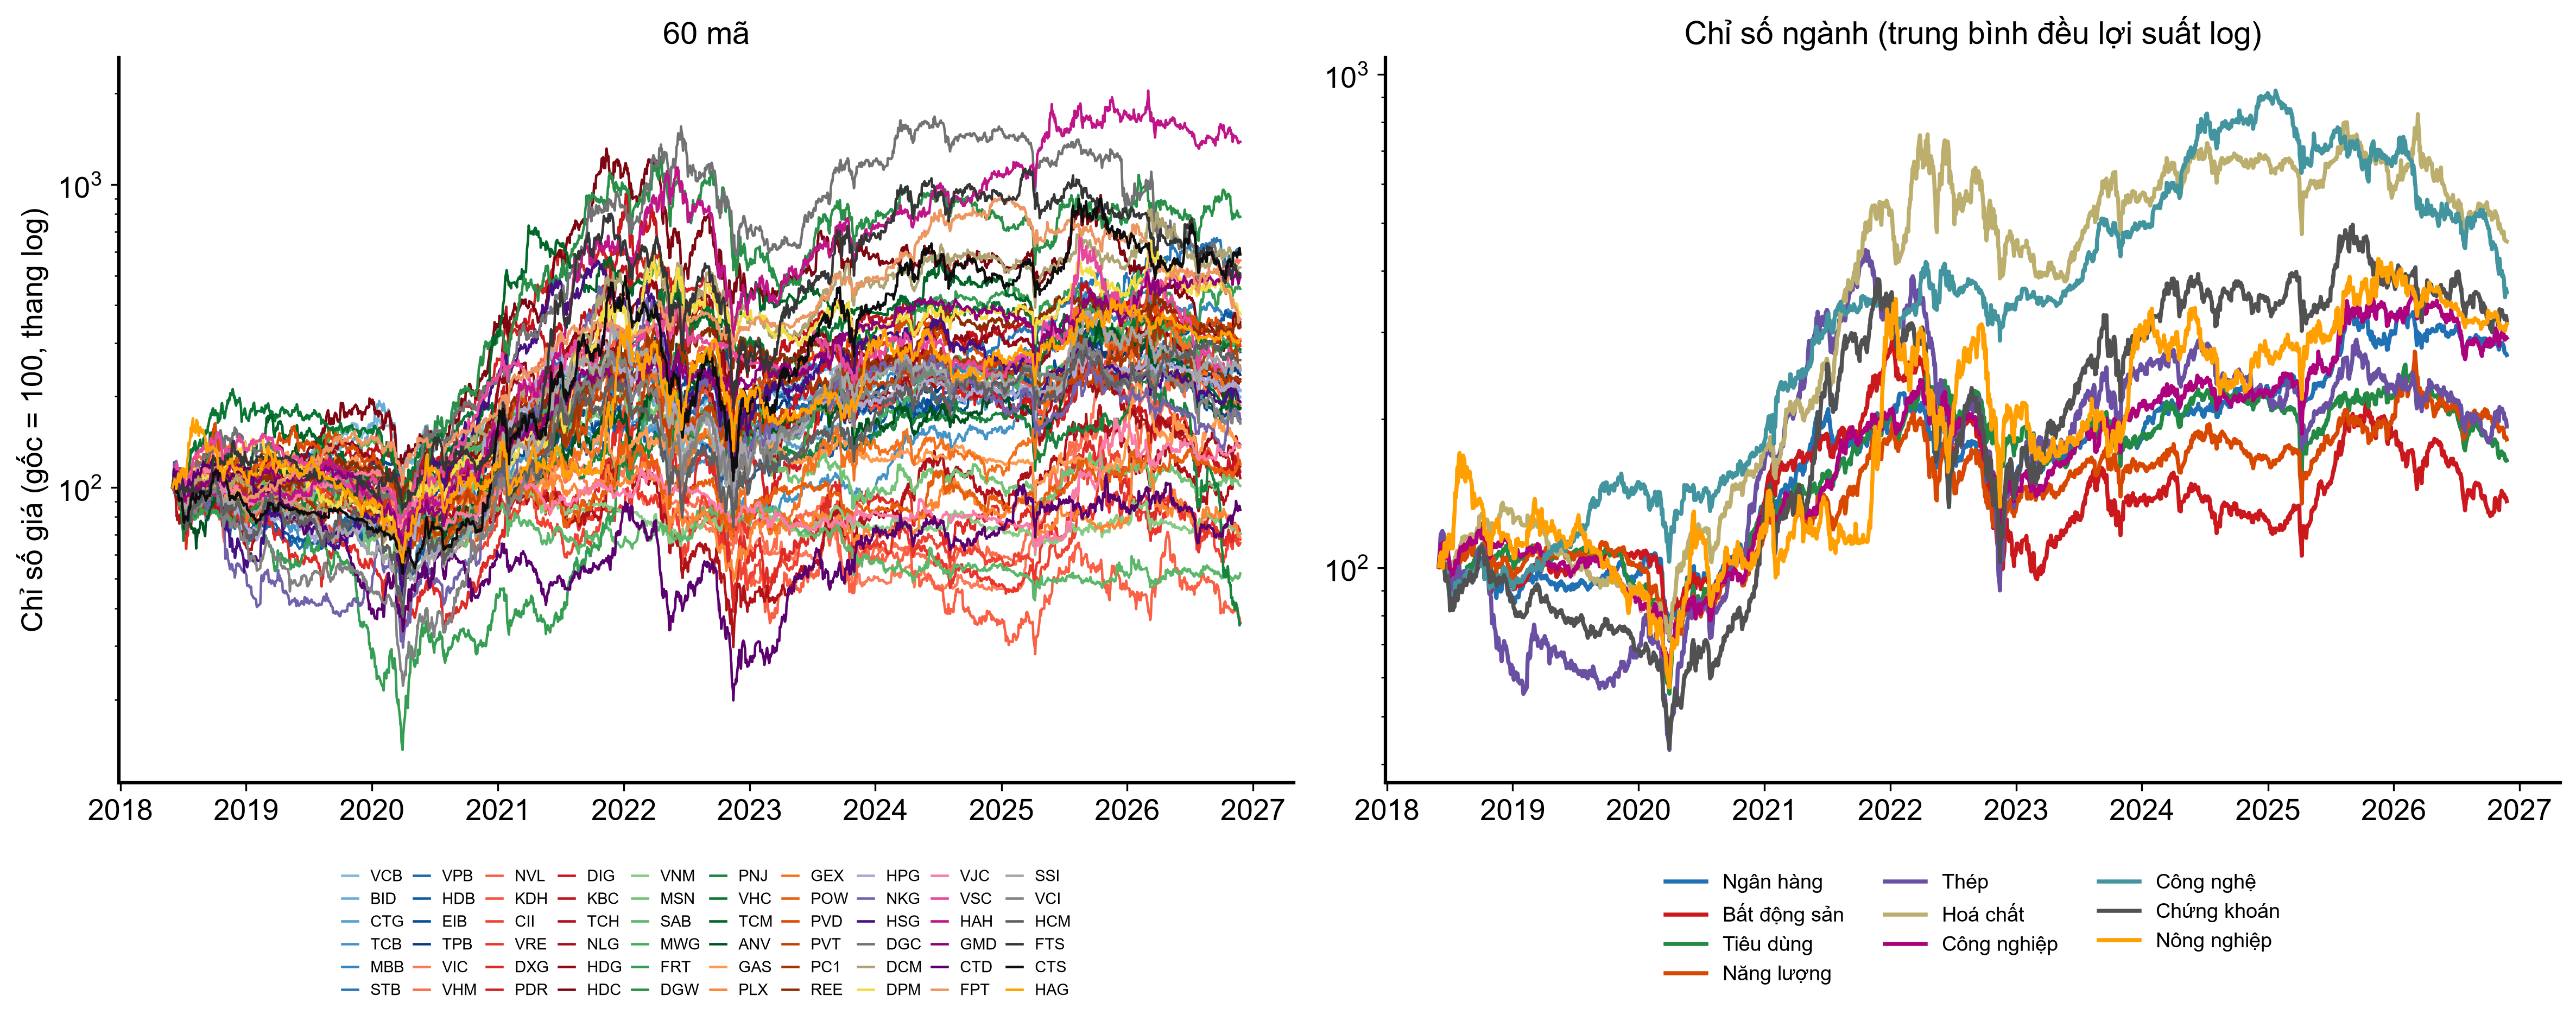 60 mã
Chỉ số ngành (trung bình đều lợi suất log)
Chỉ số giá (gốc = 100, thang log)
10³
10²
10³
10²
2018 2019 2020 2021 2022 2023 2024 2025 2026 2027
2018 2019 2020 2021 2022 2023 2024 2025 2026 2027
VCB VPB NVL DIG VNM PNJ GEX HPG VJC SSI
BID HDB KDH KBC MSN VHC POW NKG VSC VCI
CTG EIB CII TCH SAB TCM PVD HSG HAH HCM
TCB TPB VRE NLG MWG ANV PVT DGC GMD FTS
MBB VIC DXG HDG FRT GAS PC1 DCM CTD CTS
STB VHM PDR HDC DGW PLX REE DPM FPT HAG
Ngân hàng Thép Công nghệ
Bất động sản Hoá chất Chứng khoán
Tiêu dùng Công nghiệp Nông nghiệp
Năng lượng